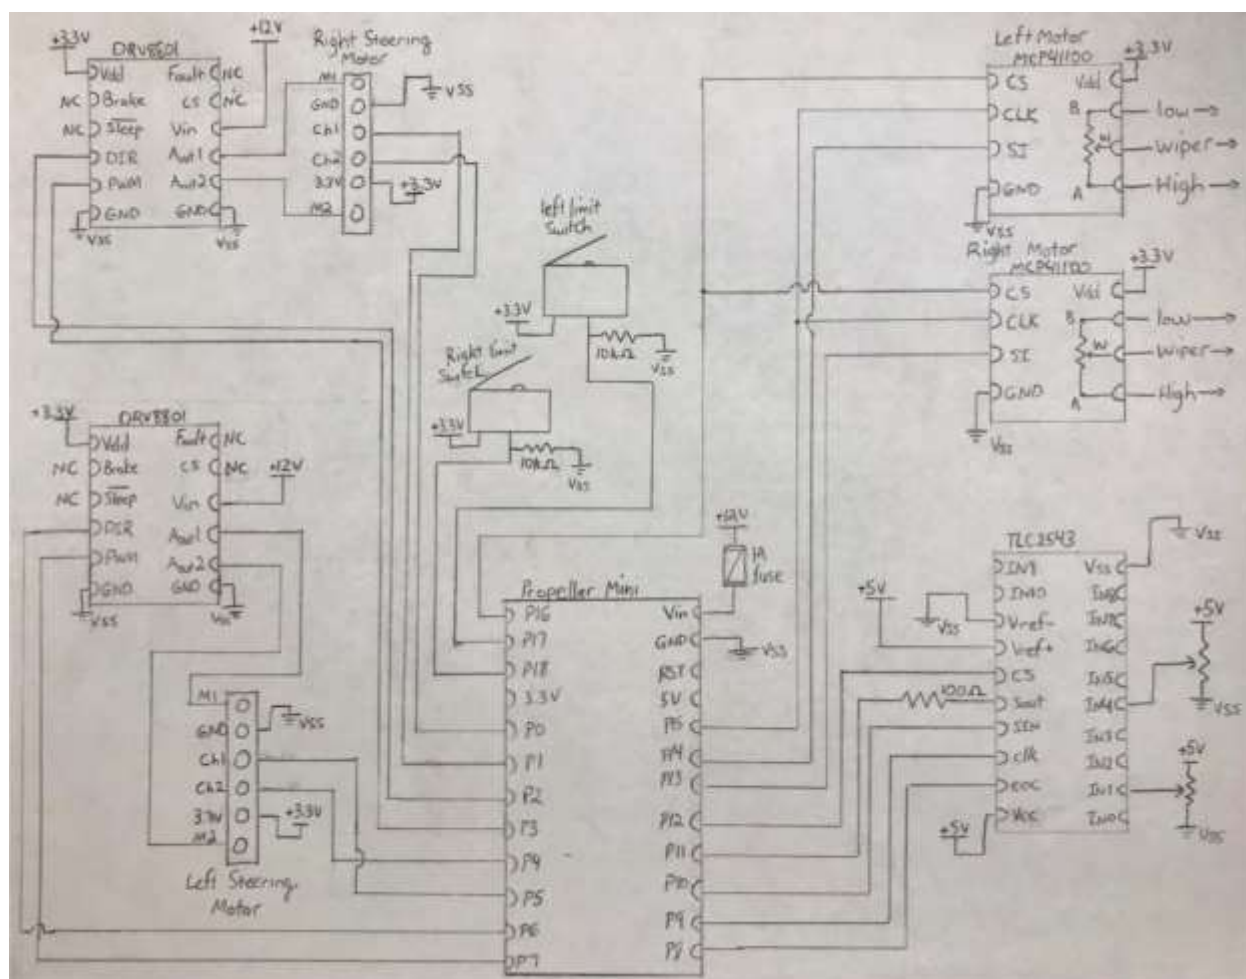 +3.3V
DRV8801
+12V
Vdd
Fault
NC
NC
Brake
CS
NC
NC
Sleep
Vin
DIR
Aout1
PWM
Aout2
GND
GND
Vss
Vss
Right Steering
Motor
M1
GND
VSS
Ch1
Ch2
3.3V
+3.3V
M2
left limit
Switch
+3.3V
10kΩ
Vss
Right limit
Switch
+3.3V
10kΩ
Vss
Left Motor
MCP41100
+3.3V
CS
Vdd
CLK
B
low
SI
W
wiper
GND
A
High
Vss
Right Motor
MCP41100
+3.3V
CS
Vdd
CLK
B
low
SI
W
wiper
GND
A
High
Vss
+3.3V
DRV8801
Vdd
Fault
NC
NC
Brake
CS
NC
+12V
NC
Sleep
Vin
DIR
Aout1
PWM
Aout2
GND
GND
Vss
Vss
M1
GND
VSS
Ch1
Ch2
3.3V
+3.3V
M2
Left Steering
Motor
+12V
1A
fuse
Propeller Mini
P16
Vin
P17
GND
Vss
P18
RST
3.3V
5V
P0
P1
P14
P2
P13
P3
P12
P4
P11
P5
P10
P6
P9
P7
P8
TLC2543
IN9
Vss
Vss
IN10
IN8
+5V
Vref-
IN7
Vss
+5V
Vref+
IN6
CS
IN5
100Ω
Sout
IN4
VSS
SIN
IN3
clk
IN2
+5V
EOC
IN1
+5V
Vcc
IN0
Vss